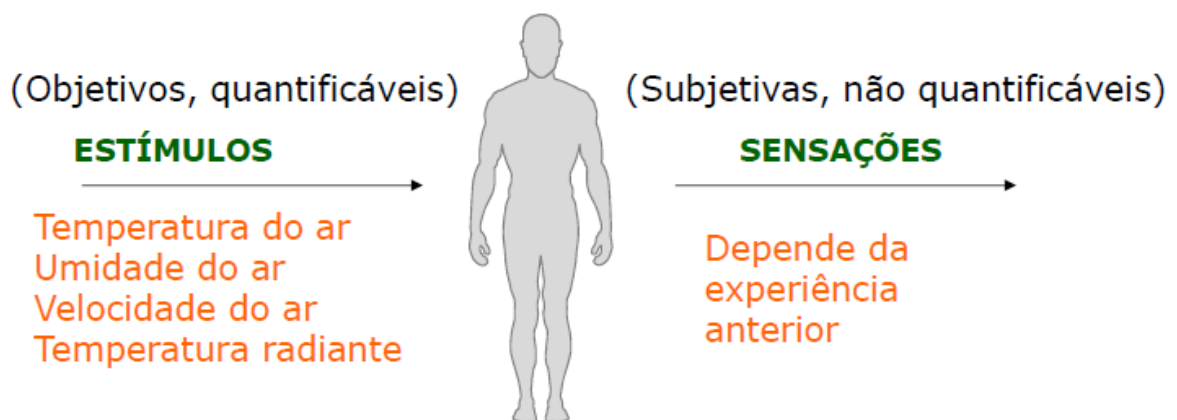 (Objetivos, quantificáveis)
ESTÍMULOS
Temperatura do ar
Umidade do ar
Velocidade do ar
Temperatura radiante
(Subjetivas, não quantificáveis)
SENSAÇÕES
Depende da
experiência
anterior